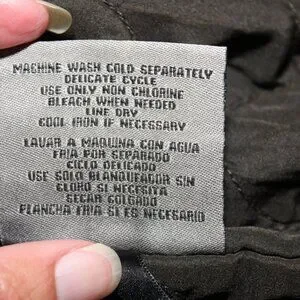 MACHINE WASH COLD SEPARATELY
DELICATE CYCLE
USE ONLY NON CHLORINE
BLEACH WHEN NEEDED
LINE DRY
COOL IRON IF NECESSARY
LAVAR A MAQUINA CON AGUA
FRIA POR SEPARADO
CICLO DELICADO
USE SOLO BLANQUEADOR SIN
CLORO SI NECESITA
SECAR COLGADO
PLANCHA FRIA SI ES NECESARIO